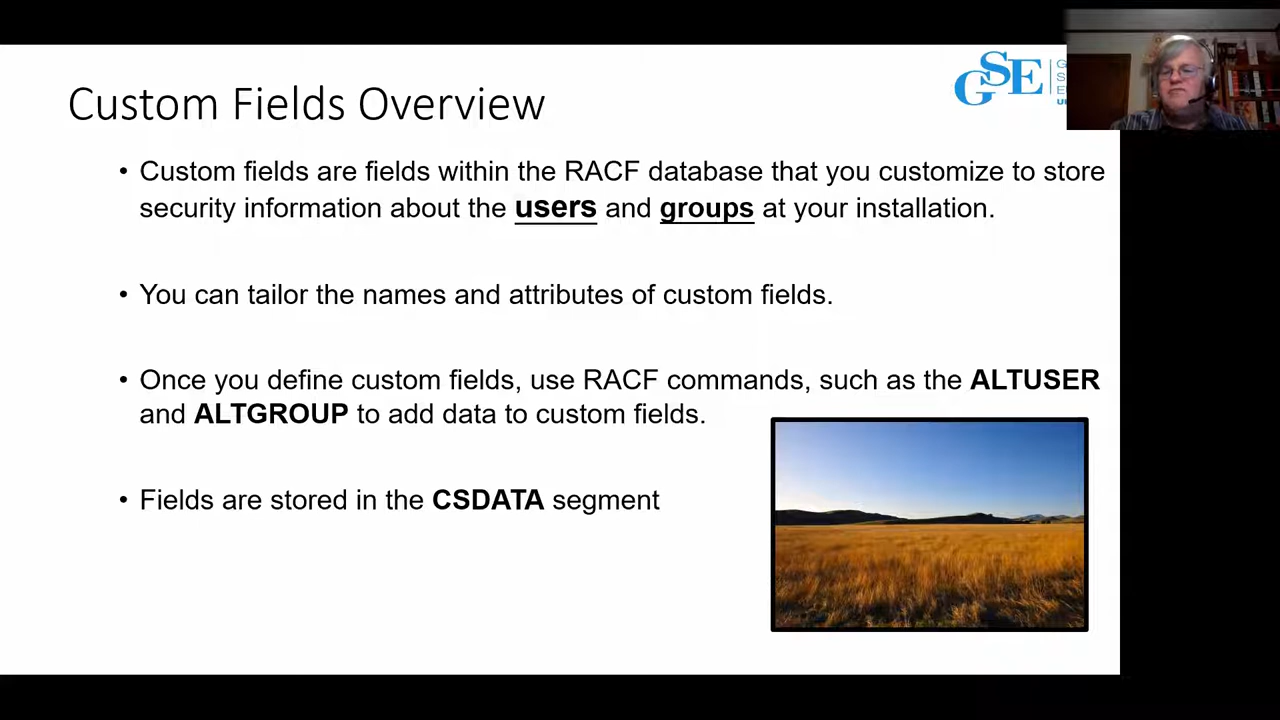 GSE
Custom Fields Overview
• Custom fields are fields within the RACF database that you customize to store
security information about the users and groups at your installation.
• You can tailor the names and attributes of custom fields.
• Once you define custom fields, use RACF commands, such as the ALTUSER
and ALTGROUP to add data to custom fields.
• Fields are stored in the CSDATA segment